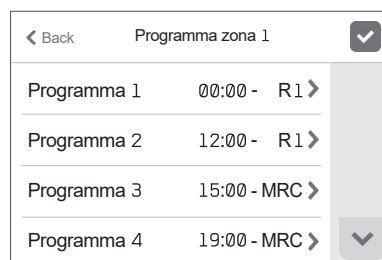 Back Programma zona 1
Programma 1 00:00 - R1
Programma 2 12:00 - R1
Programma 3 15:00 - MRC
Programma 4 19:00 - MRC